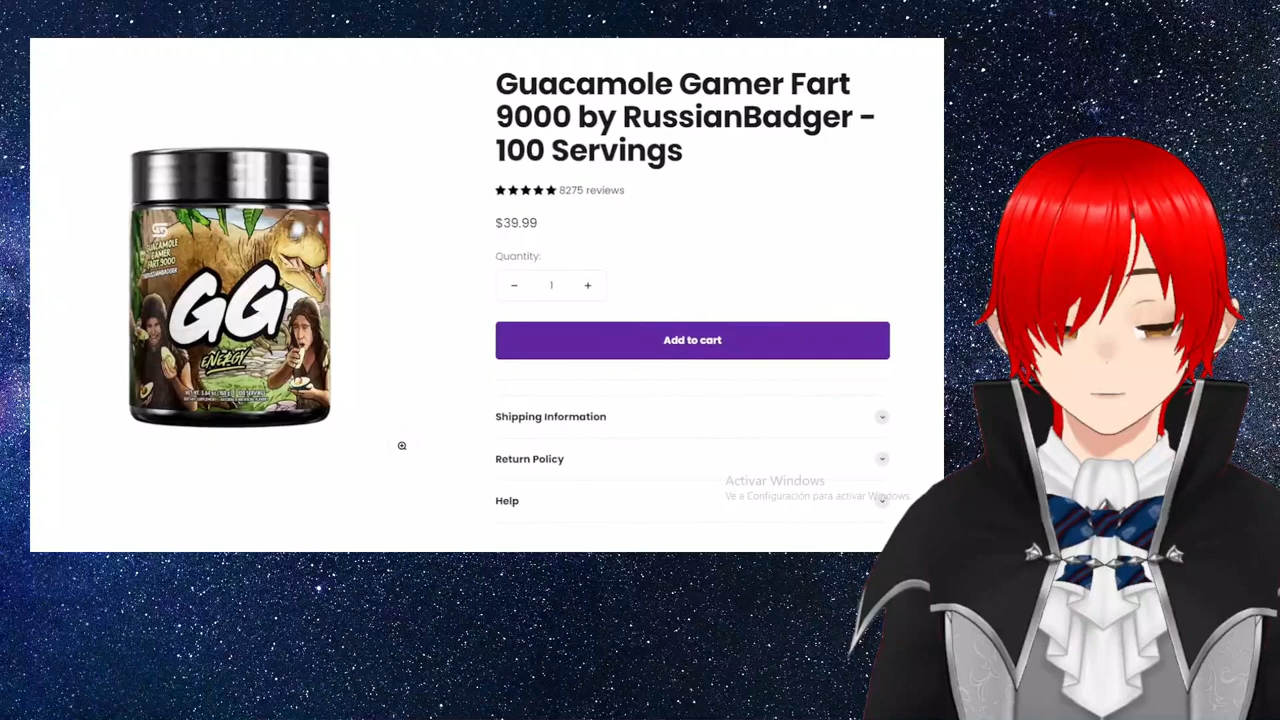 Guacamole Gamer Fart
9000 by RussianBadger -
100 Servings
8275 reviews
$39.99
Quantity:
− 1 +
Add to cart
Shipping Information
Return Policy
Help
Activar Windows
Ve a Configuración para activar Windows.
GUACAMOLE
GAMER
FART 9000
GG
ENERGY